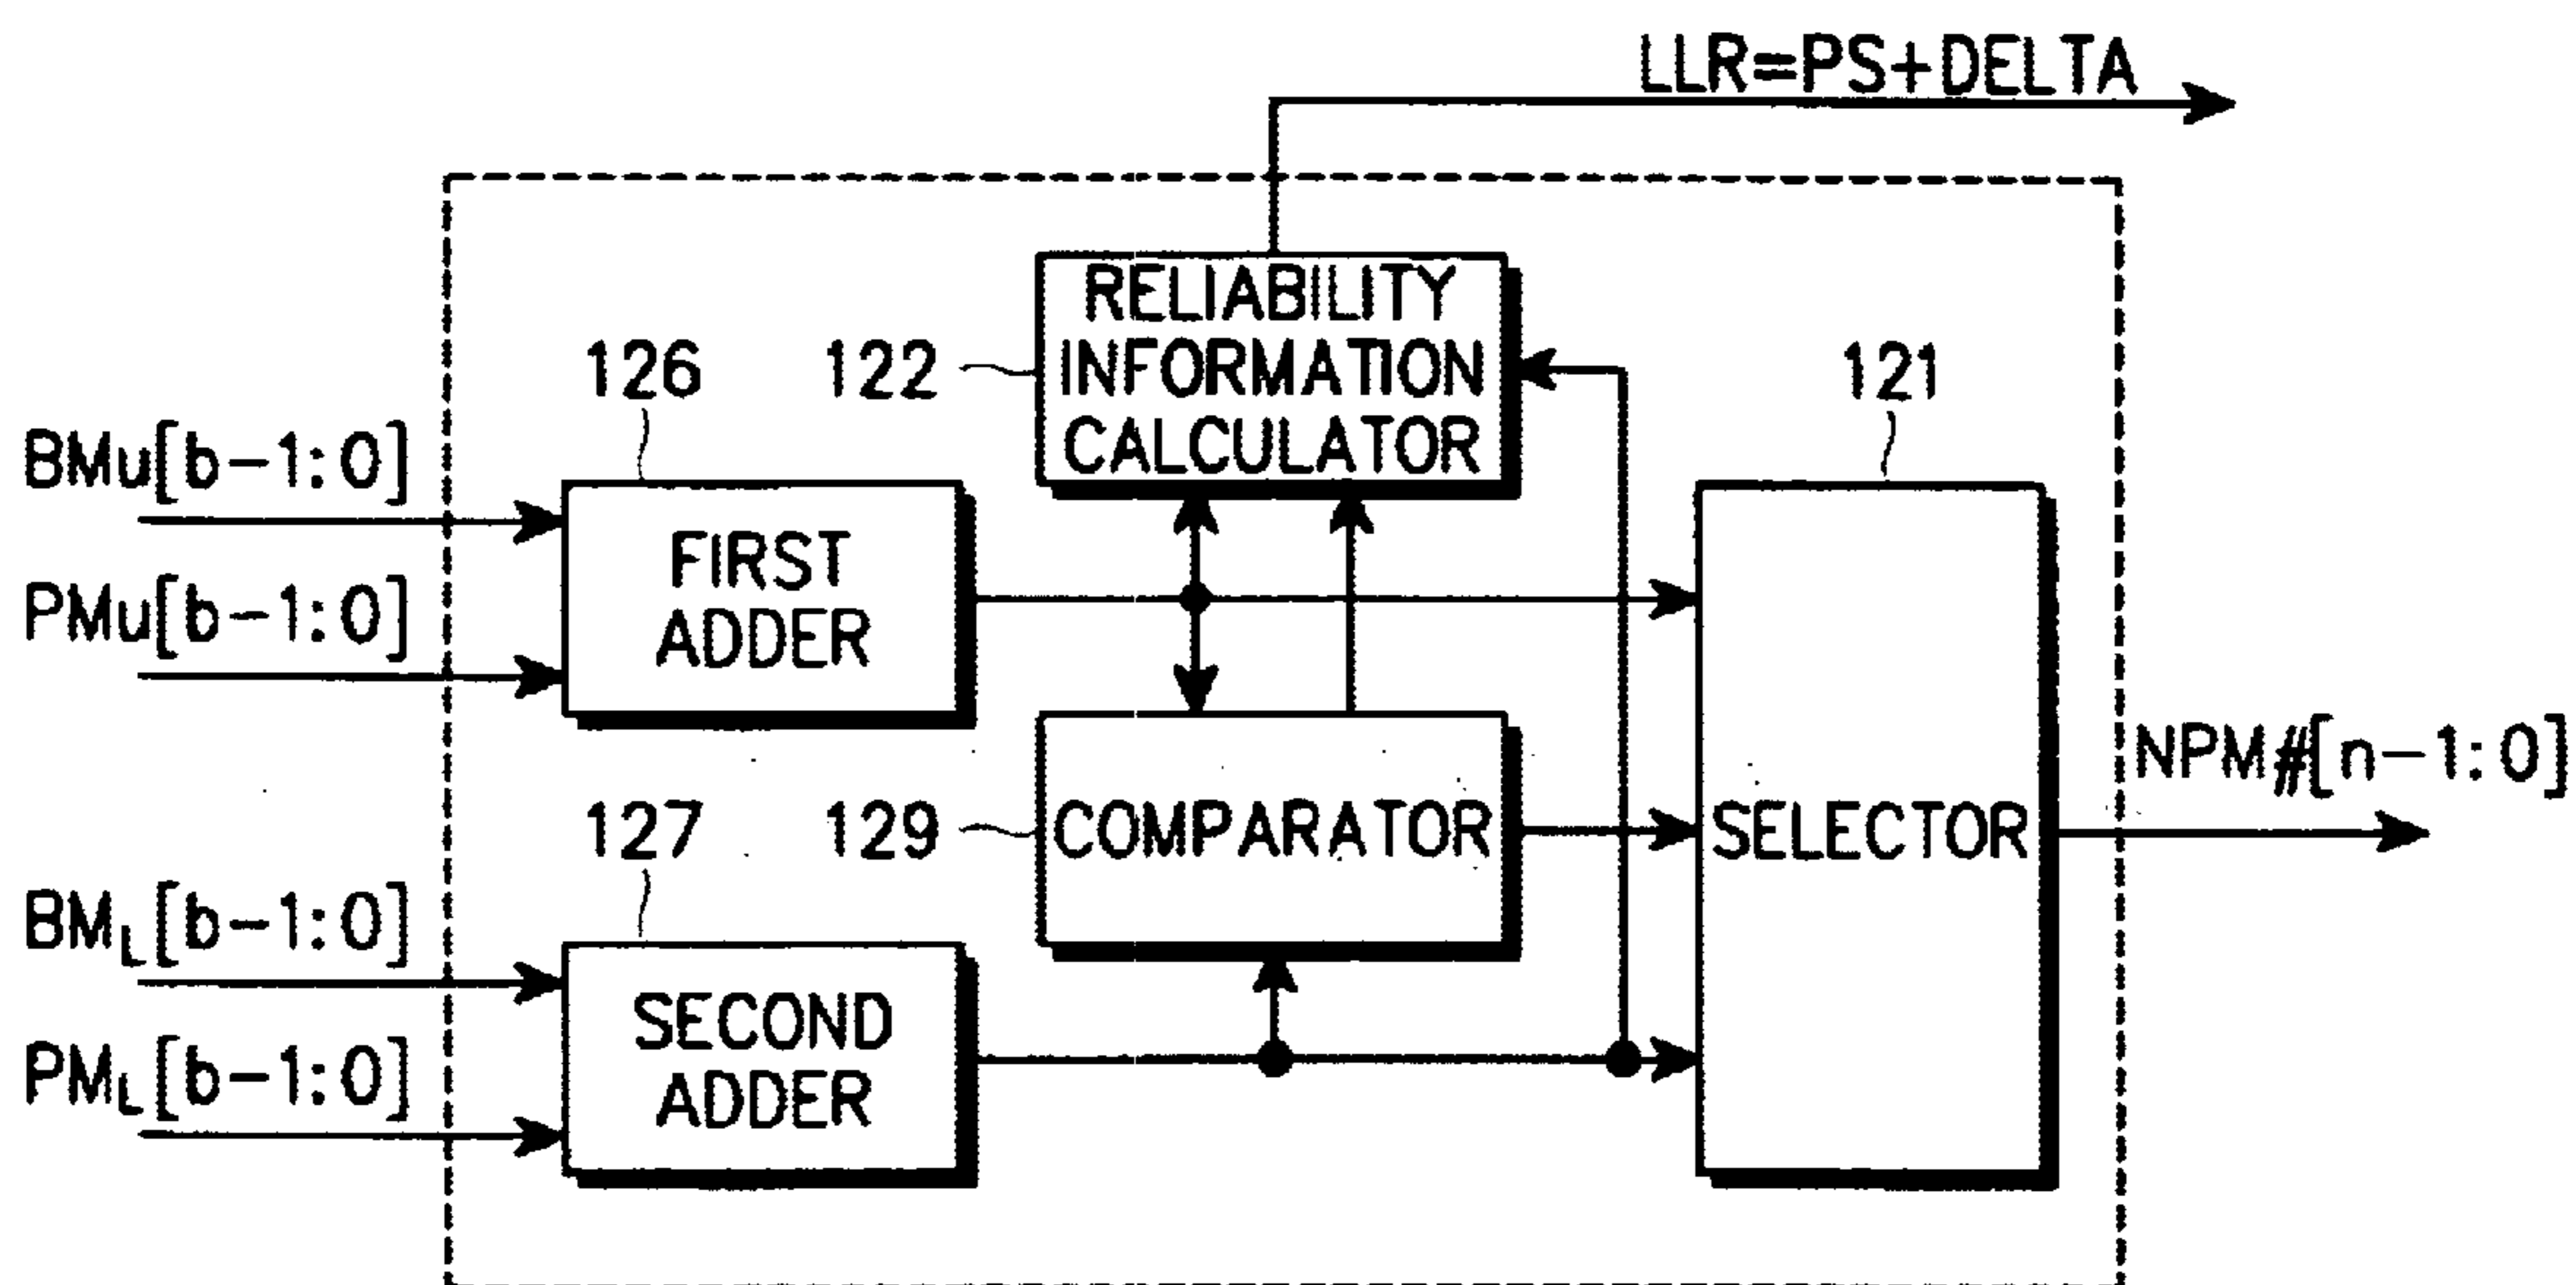 LLR=PS+DELTA
RELIABILITY
INFORMATION
CALCULATOR
126
122
121
BMu[b-1:0]
PMu[b-1:0]
FIRST
ADDER
127
129
COMPARATOR
SELECTOR
NPM#[n-1:0]
BML[b-1:0]
PML[b-1:0]
SECOND
ADDER